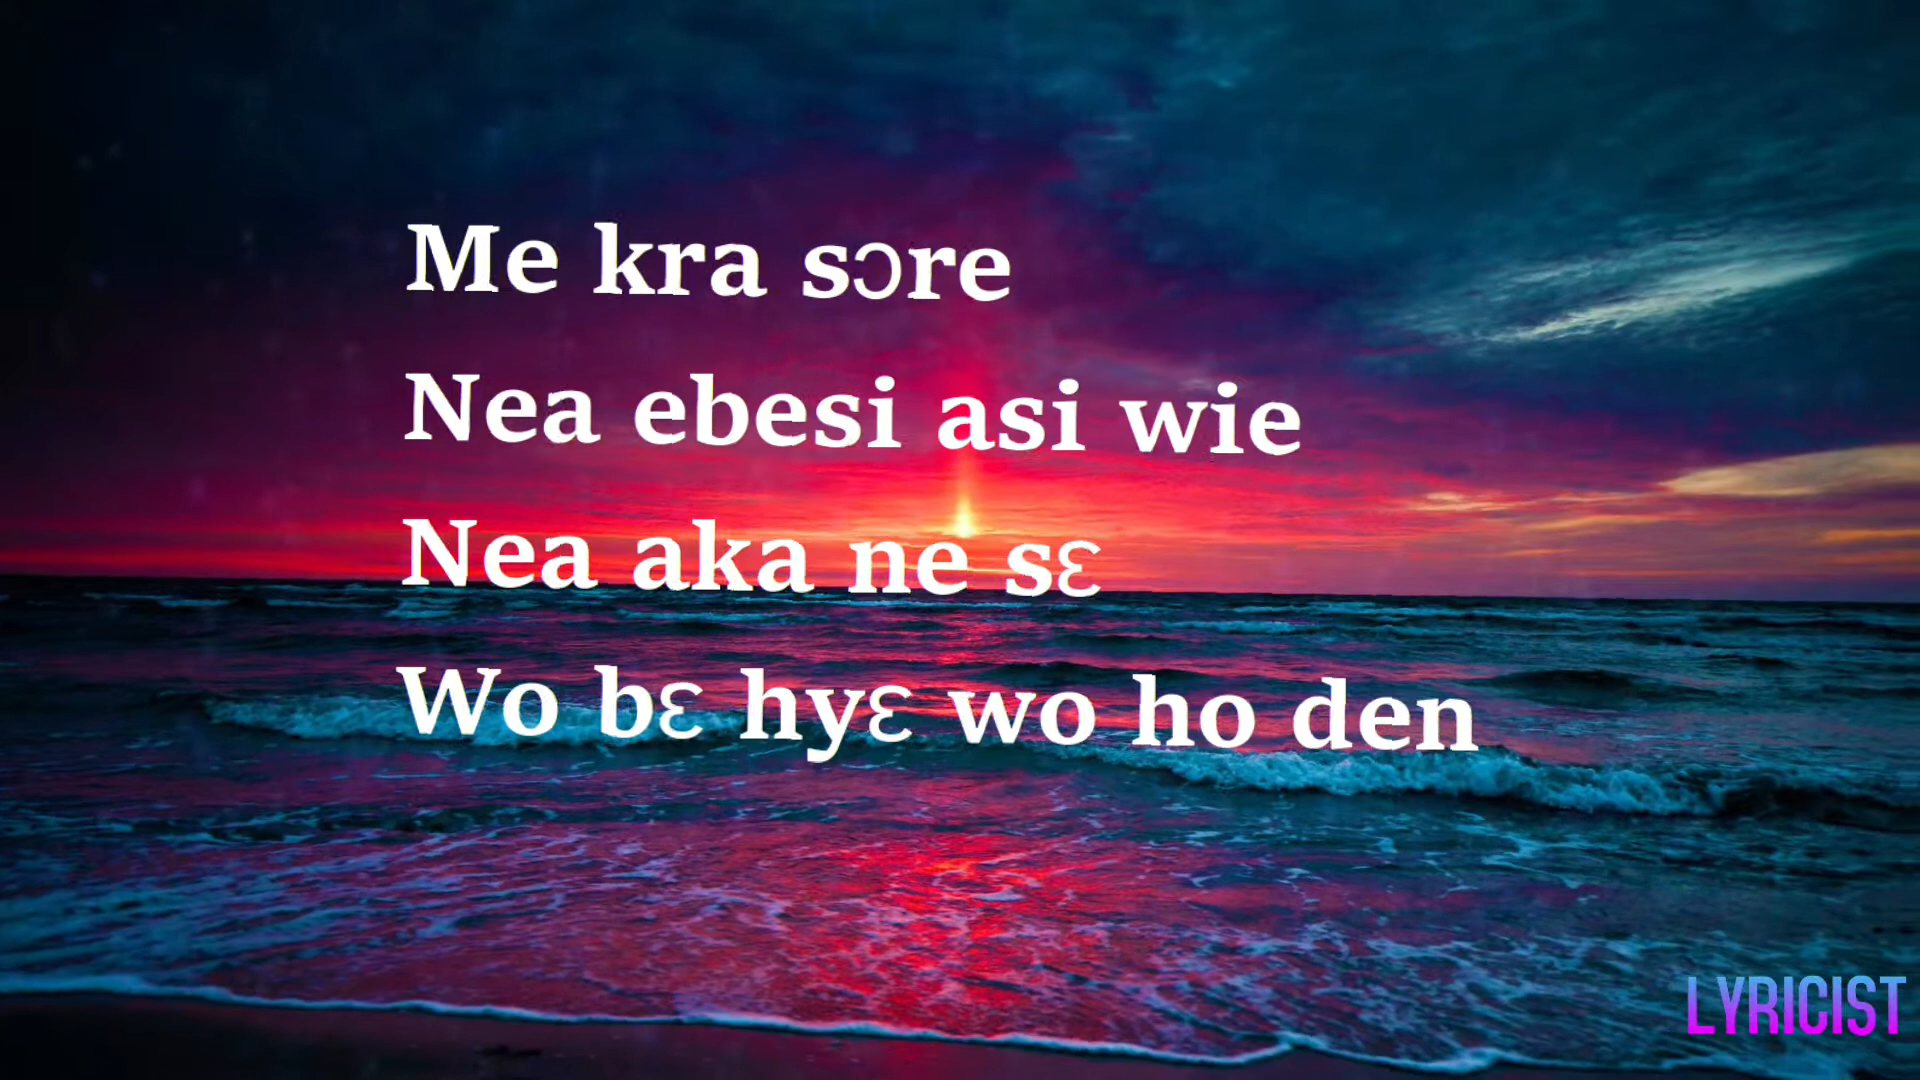 Me kra sɔre
Nea ebesi asi wie
Nea aka ne sɛ
Wo bɛ hyɛ wo ho den
LYRICIST